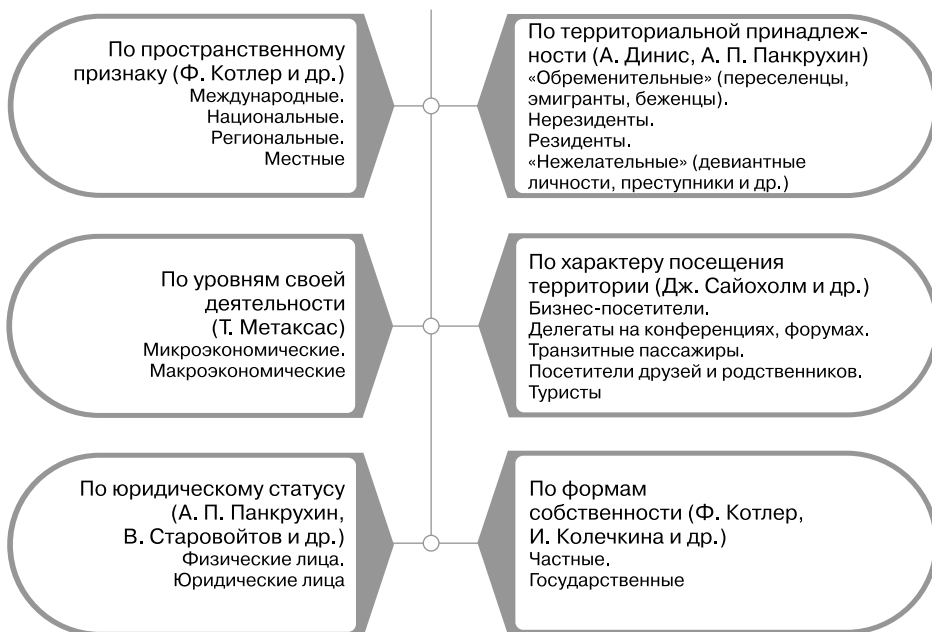 По пространственному
признаку (Ф. Котлер и др.)
Международные.
Национальные.
Региональные.
Местные
По территориальной принадлеж-
ности (А. Динис, А. П. Панкрухин)
«Обременительные» (переселенцы,
эмигранты, беженцы).
Нерезиденты.
Резиденты.
«Нежелательные» (девиантные
личности, преступники и др.)
По уровням своей
деятельности
(Т. Метаксас)
Микроэкономические.
Макроэкономические
По характеру посещения
территории (Дж. Сайохолм и др.)
Бизнес-посетители.
Делегаты на конференциях, форумах.
Транзитные пассажиры.
Посетители друзей и родственников.
Туристы
По юридическому статусу
(А. П. Панкрухин,
В. Старовойтов и др.)
Физические лица.
Юридические лица
По формам
собственности (Ф. Котлер,
И. Колечкина и др.)
Частные.
Государственные